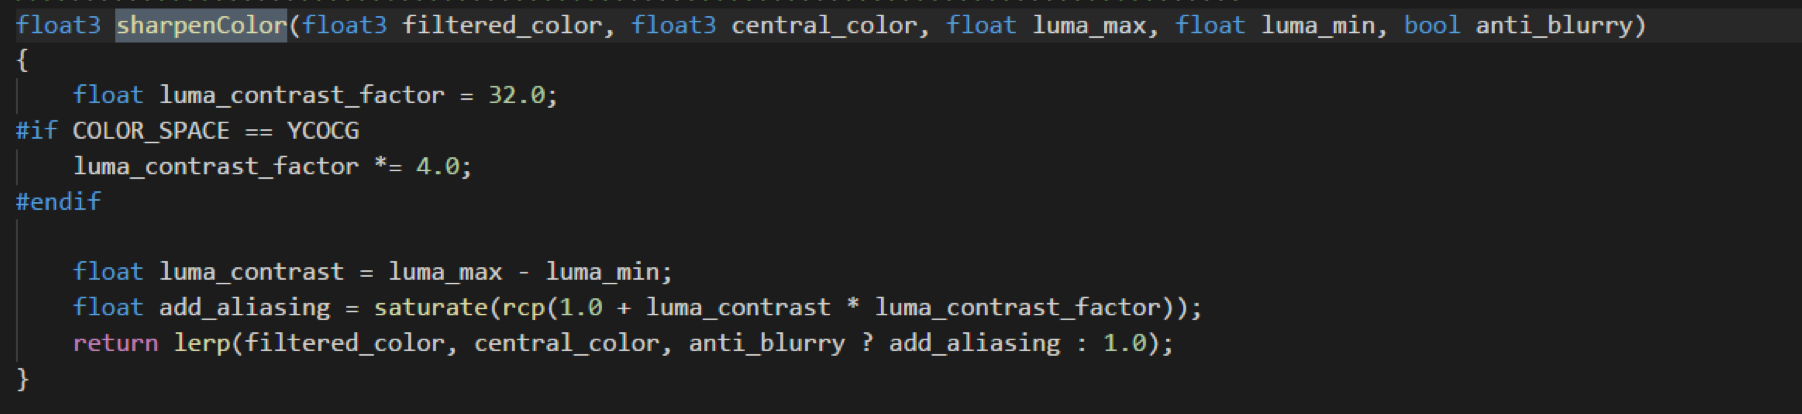 float3 sharpenColor(float3 filtered_color, float3 central_color, float luma_max, float luma_min, bool anti_blurry)
{
    float luma_contrast_factor = 32.0;
#if COLOR_SPACE == YCOCG
    luma_contrast_factor *= 4.0;
#endif

    float luma_contrast = luma_max - luma_min;
    float add_aliasing = saturate(rcp(1.0 + luma_contrast * luma_contrast_factor));
    return lerp(filtered_color, central_color, anti_blurry ? add_aliasing : 1.0);
}